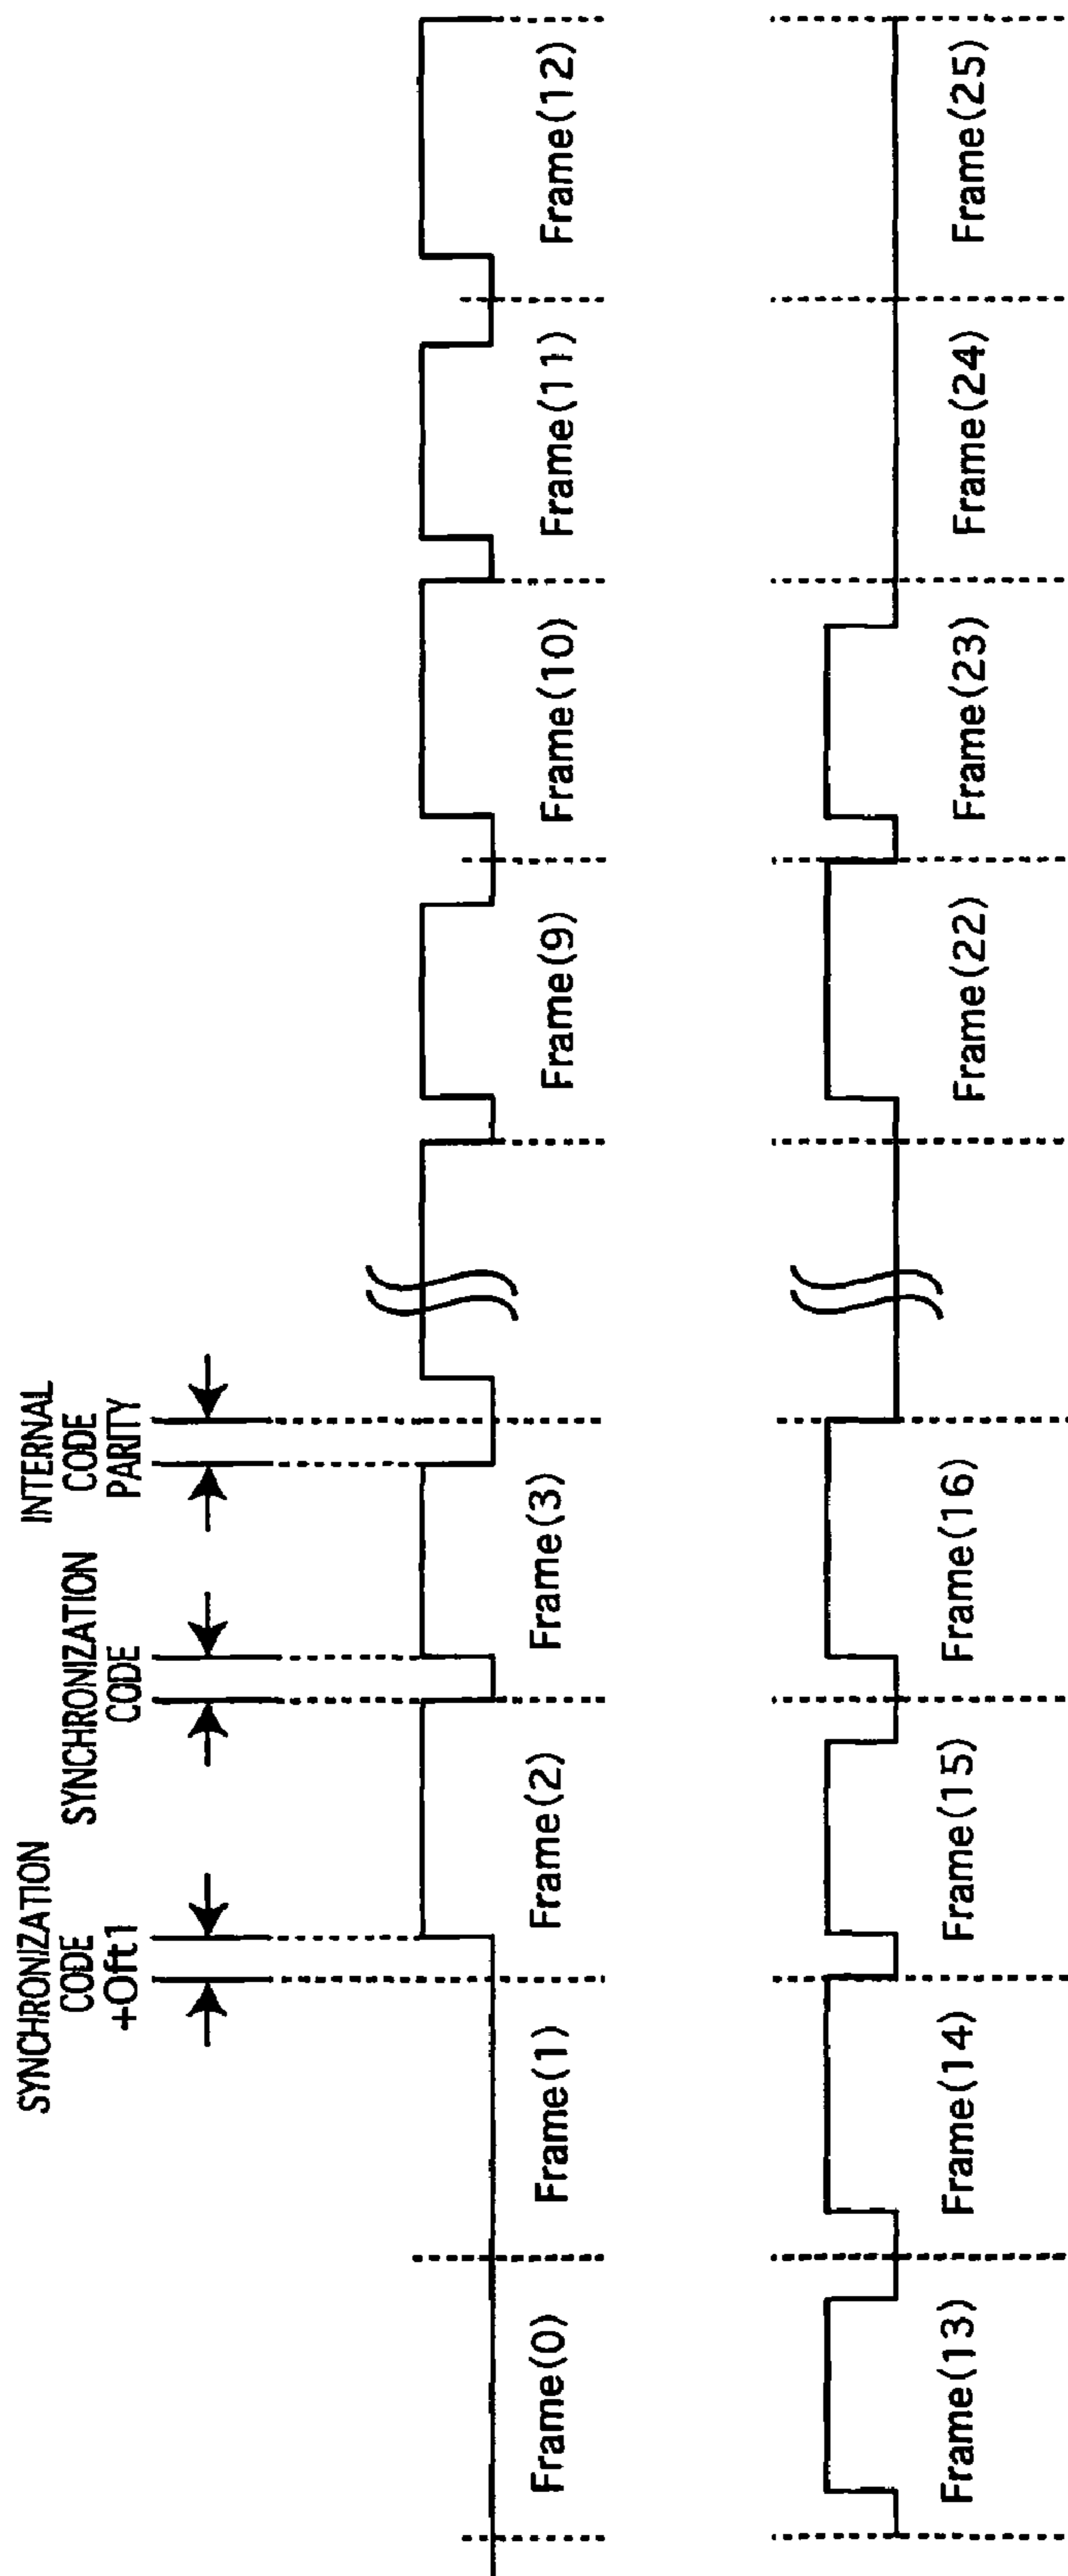 SYNCHRONIZATION
CODE
+Oft1
SYNCHRONIZATION
CODE
INTERNAL
CODE
PARITY
Frame(0)
Frame(1)
Frame(2)
Frame(3)
Frame(9)
Frame(10)
Frame(11)
Frame(12)
Frame(13)
Frame(14)
Frame(15)
Frame(16)
Frame(22)
Frame(23)
Frame(24)
Frame(25)